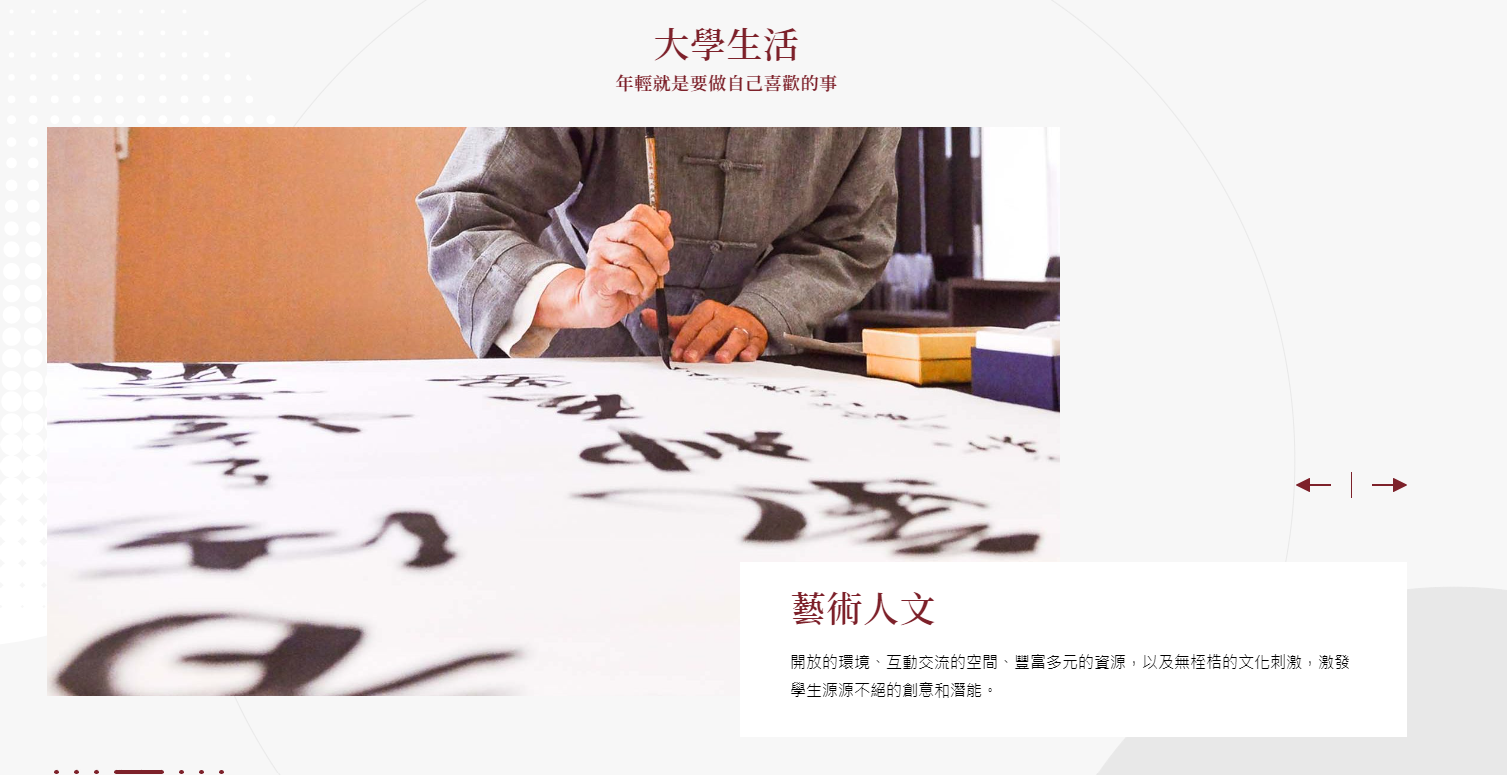 大學生活
年輕就是要做自己喜歡的事
藝術人文
開放的環境、互動交流的空間、豐富多元的資源，以及無桎梏的文化刺激，激發
學生源源不絕的創意和潛能。